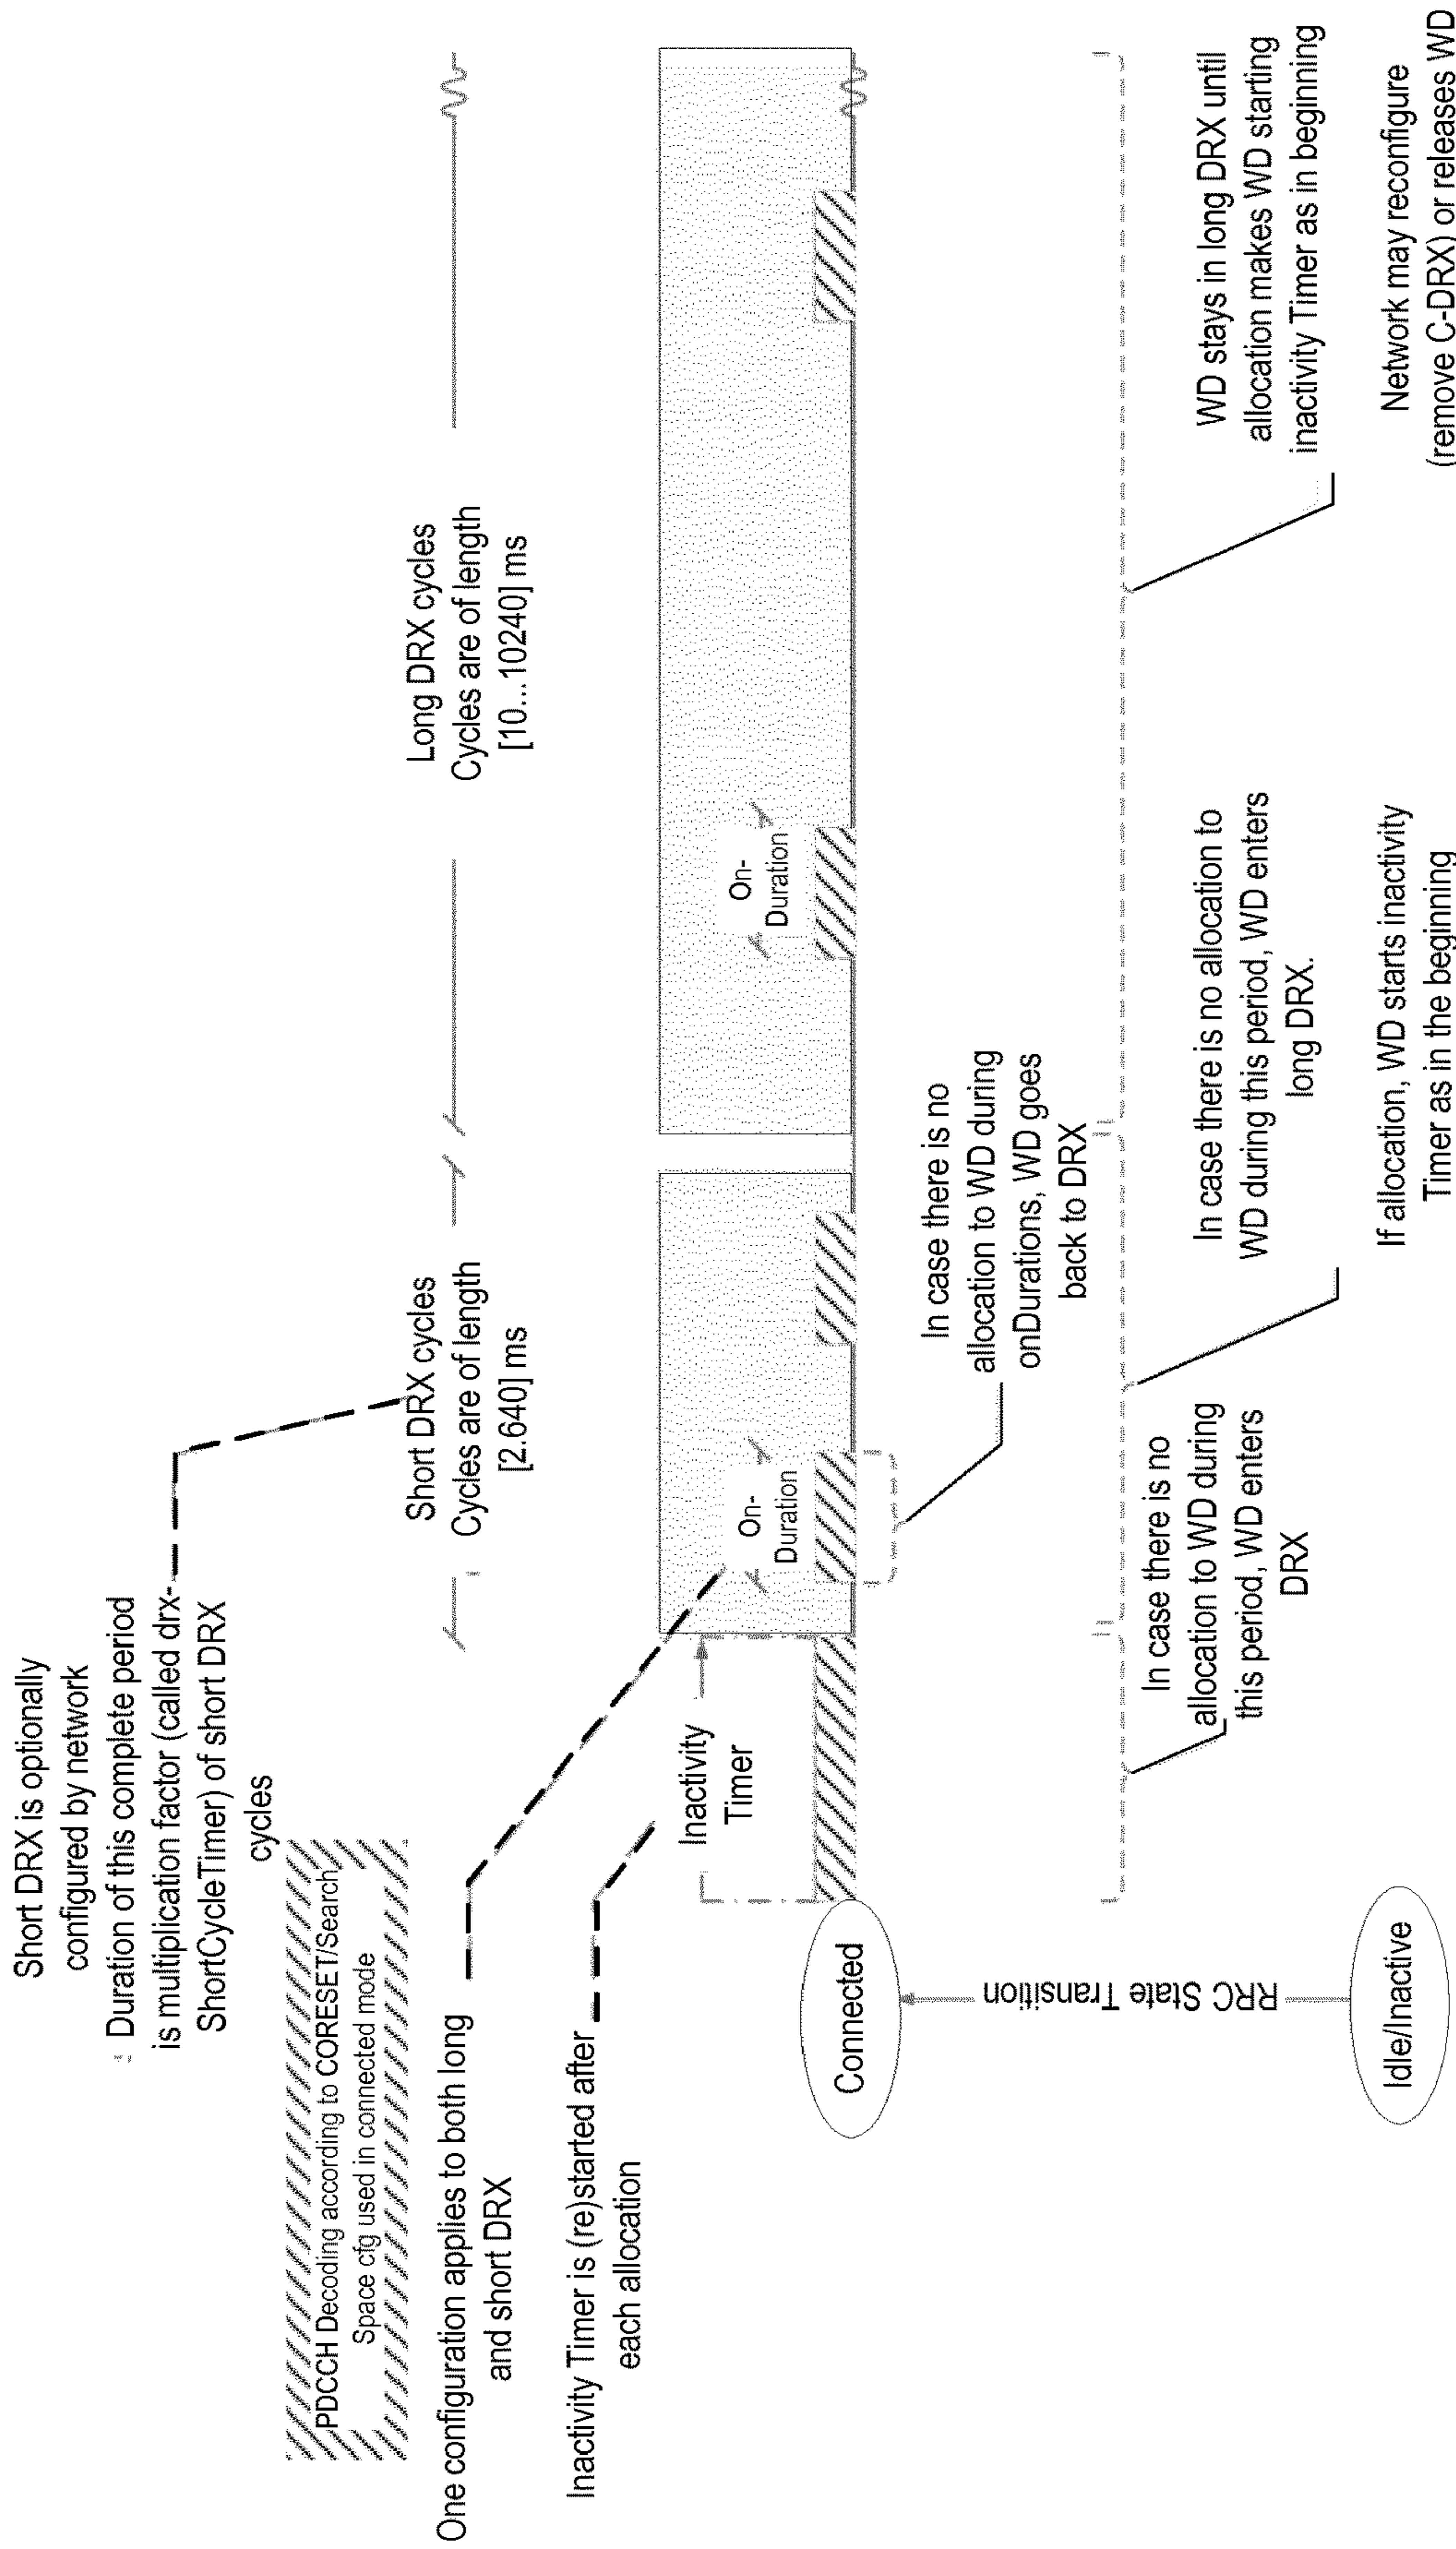 Short DRX is optionally
configured by network
Duration of this complete period
is multiplication factor (called drx-
ShortCycleTimer) of short DRX
cycles
PDCCH Decoding according to CORESET/Search
Space cfg used in connected mode
One configuration applies to both long
and short DRX
Inactivity Timer is (re)started after
each allocation
Short DRX cycles
Cycles are of length
[2.640] ms
Long DRX cycles
Cycles are of length
[10...10240] ms
Inactivity
Timer
On-
Duration
On-
Duration
Connected
RRC State Transition
Idle/Inactive
In case there is no
allocation to WD during
onDurations, WD goes
back to DRX
In case there is no
allocation to WD during
this period, WD enters
DRX
In case there is no allocation to
WD during this period, WD enters
long DRX.
If allocation, WD starts inactivity
Timer as in the beginning
WD stays in long DRX until
allocation makes WD starting
inactivity Timer as in beginning
Network may reconfigure
(remove C-DRX) or releases WD